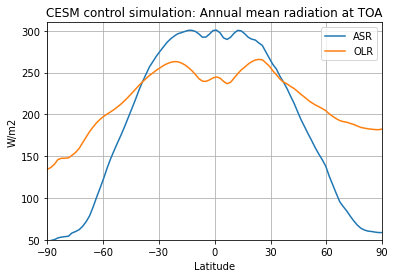 CESM control simulation: Annual mean radiation at TOA
ASR
OLR
W/m2
300
250
200
150
100
50
−90
−60
−30
0
30
60
90
Latitude